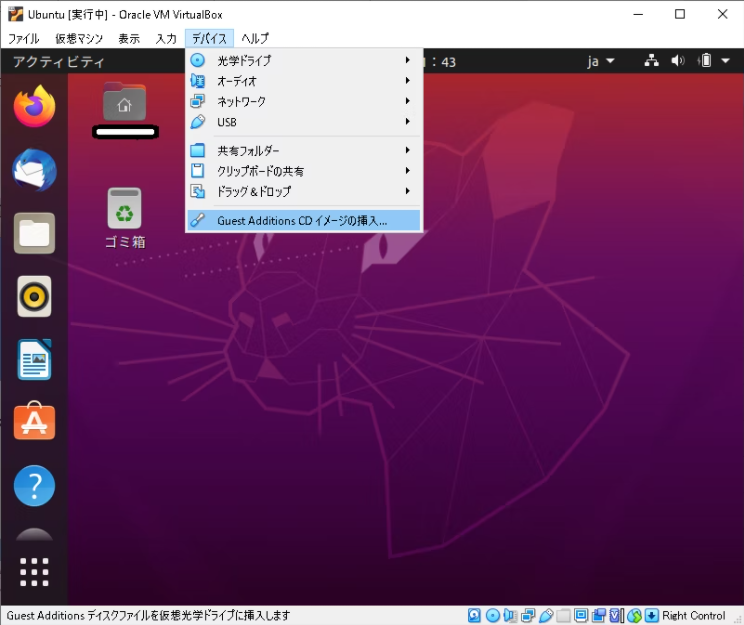 Ubuntu [実行中] - Oracle VM VirtualBox
ファイル 仮想マシン 表示 入力 デバイス ヘルプ
アクティビティ
:43 ja
光学ドライブ
オーディオ
ネットワーク
USB
共有フォルダー
クリップボードの共有
ドラッグ＆ドロップ
Guest Additions CD イメージの挿入...
ゴミ箱
Guest Additions ディスクファイルを仮想光学ドライブに挿入します
Right Control